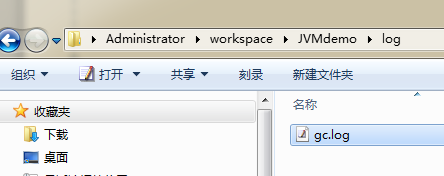 Administrator workspace JVMdemo log
组织 打开 共享 刻录 新建文件夹
收藏夹
下载
桌面
名称
gc.log